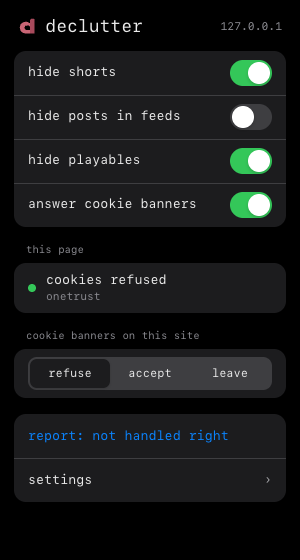 d declutter
127.0.0.1
hide shorts
hide posts in feeds
hide playables
answer cookie banners
this page
cookies refused
onetrust
cookie banners on this site
refuse accept leave
report: not handled right
settings ›